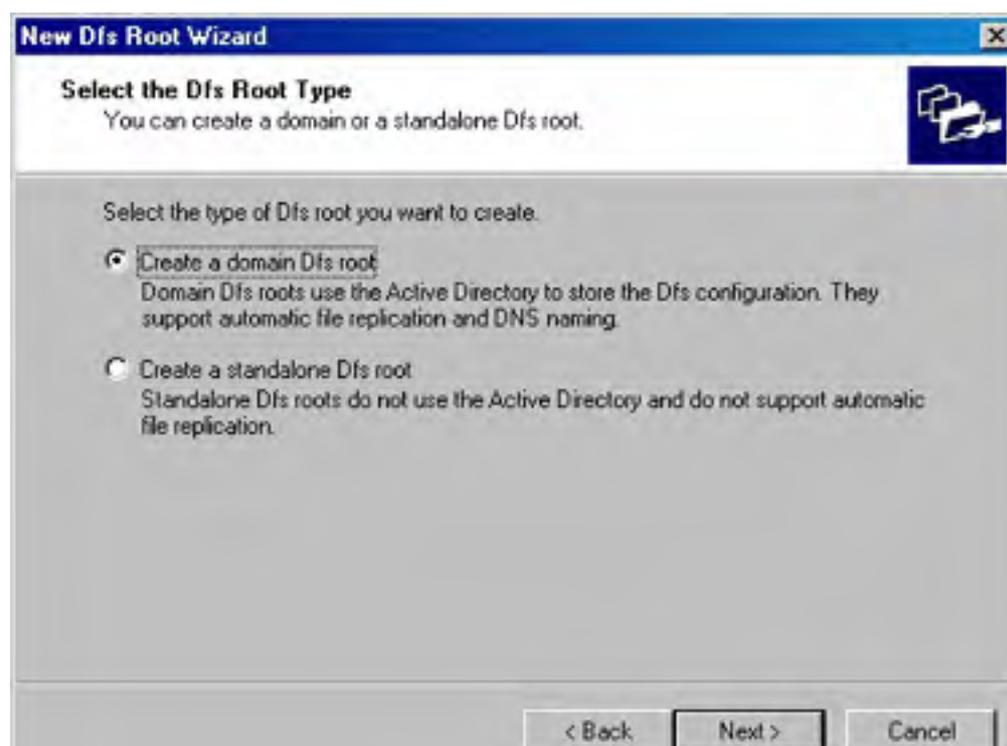 New Dfs Root Wizard
Select the Dfs Root Type
You can create a domain or a standalone Dfs root.
Select the type of Dfs root you want to create.
Create a domain Dfs root
Domain Dfs roots use the Active Directory to store the Dfs configuration. They
support automatic file replication and DNS naming.
Create a standalone Dfs root
Standalone Dfs roots do not use the Active Directory and do not support automatic
file replication.
< Back
Next >
Cancel